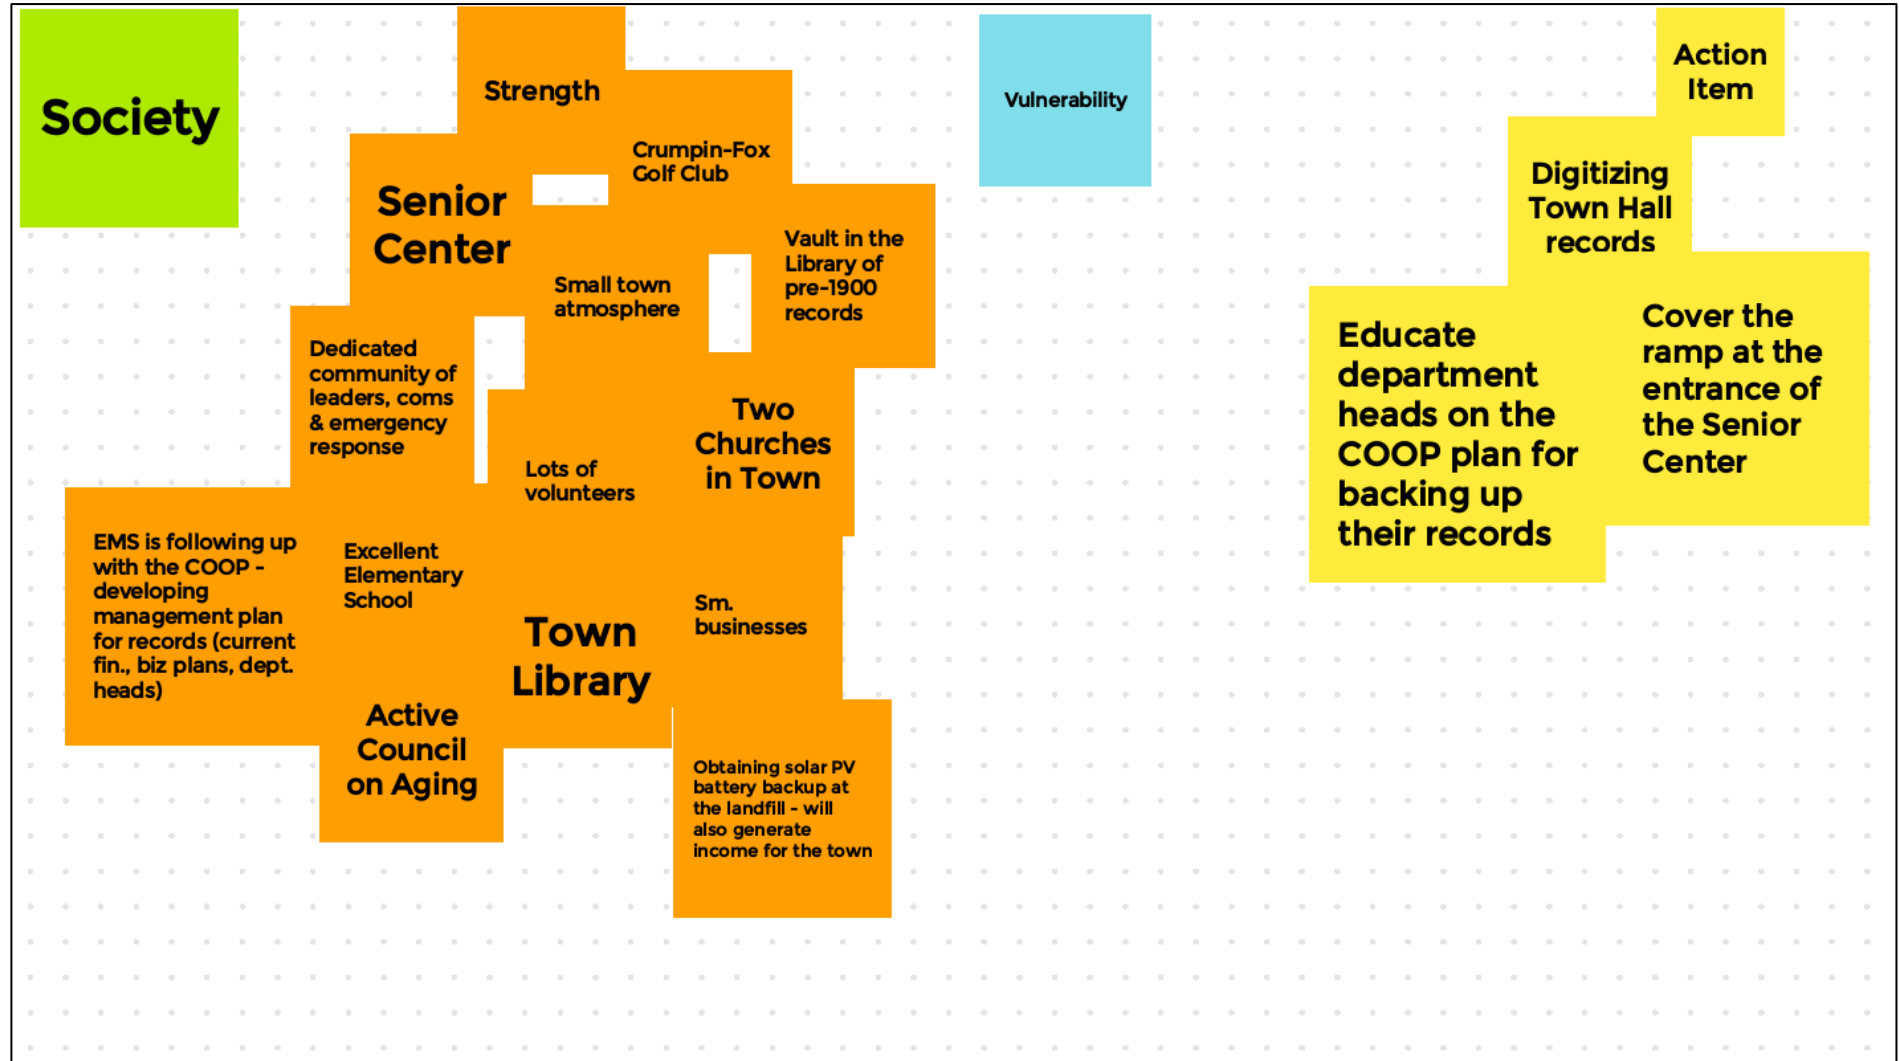 Society
Strength
Crumpin-Fox
Golf Club
Senior
Center
Vault in the
Library of
pre-1900
records
Small town
atmosphere
Dedicated
community of
leaders, coms
& emergency
response
Two
Churches
in Town
Lots of
volunteers
EMS is following up
with the COOP -
developing
management plan
for records (current
fin., biz plans, dept.
heads)
Excellent
Elementary
School
Town
Library
Sm.
businesses
Active
Council
on Aging
Obtaining solar PV
battery backup at
the landfill - will
also generate
income for the town
Vulnerability
Action
Item
Digitizing
Town Hall
records
Educate
department
heads on the
COOP plan for
backing up
their records
Cover the
ramp at the
entrance of
the Senior
Center